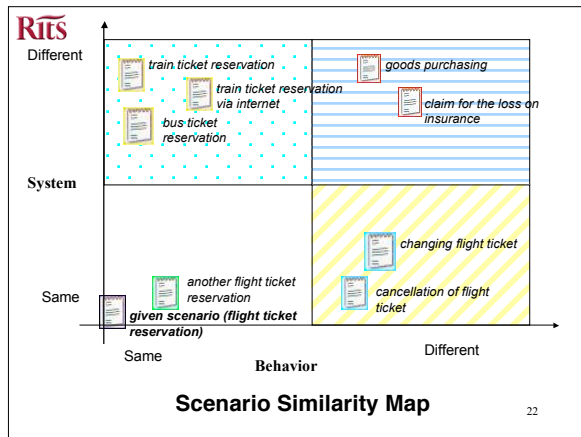 Rits
Different
train ticket reservation
train ticket reservation
via internet
bus ticket
reservation
goods purchasing
claim for the loss on
insurance
System
changing flight ticket
another flight ticket
reservation
cancellation of flight
ticket
Same
given scenario (flight ticket
reservation)
Same
Different
Behavior
Scenario Similarity Map
22